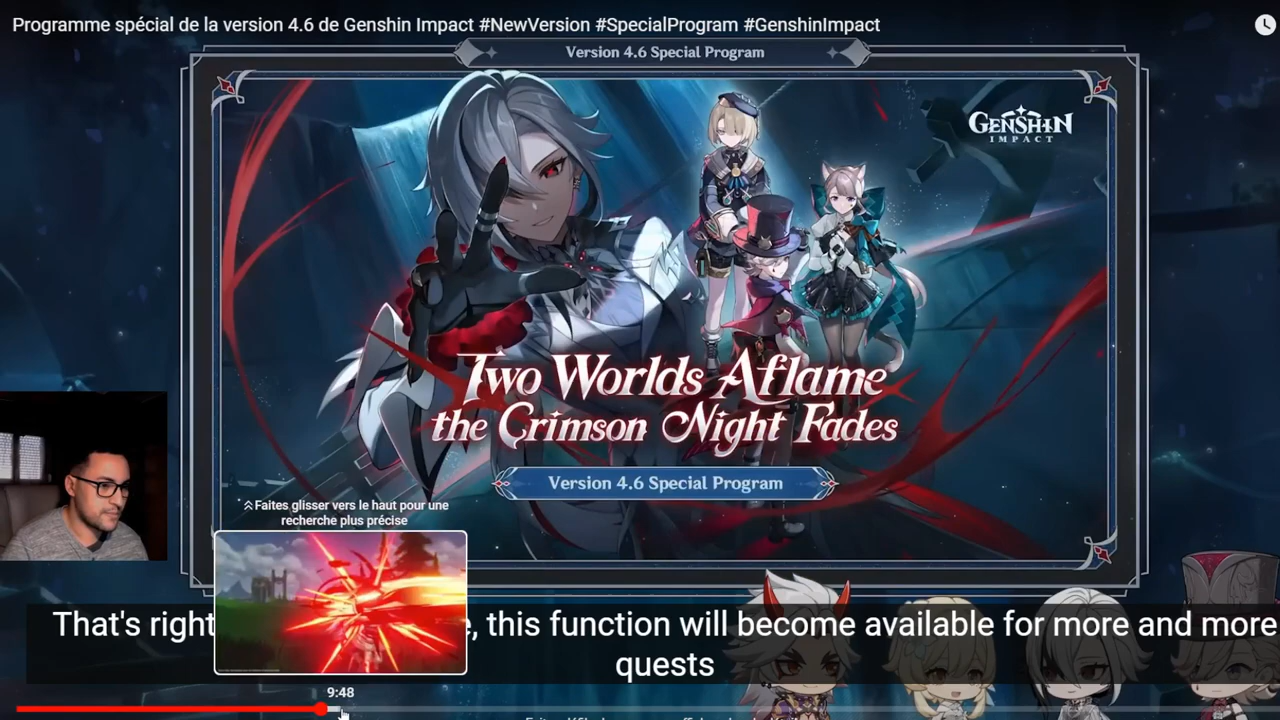 Programme spécial de la version 4.6 de Genshin Impact #NewVersion #SpecialProgram #GenshinImpact
Version 4.6 Special Program
GENSHIN
IMPACT
Two Worlds Aflame
the Crimson Night Fades
Version 4.6 Special Program
Faites glisser vers le haut pour une
recherche plus précise
That's right
, this function will become available for more and more
quests
9:48